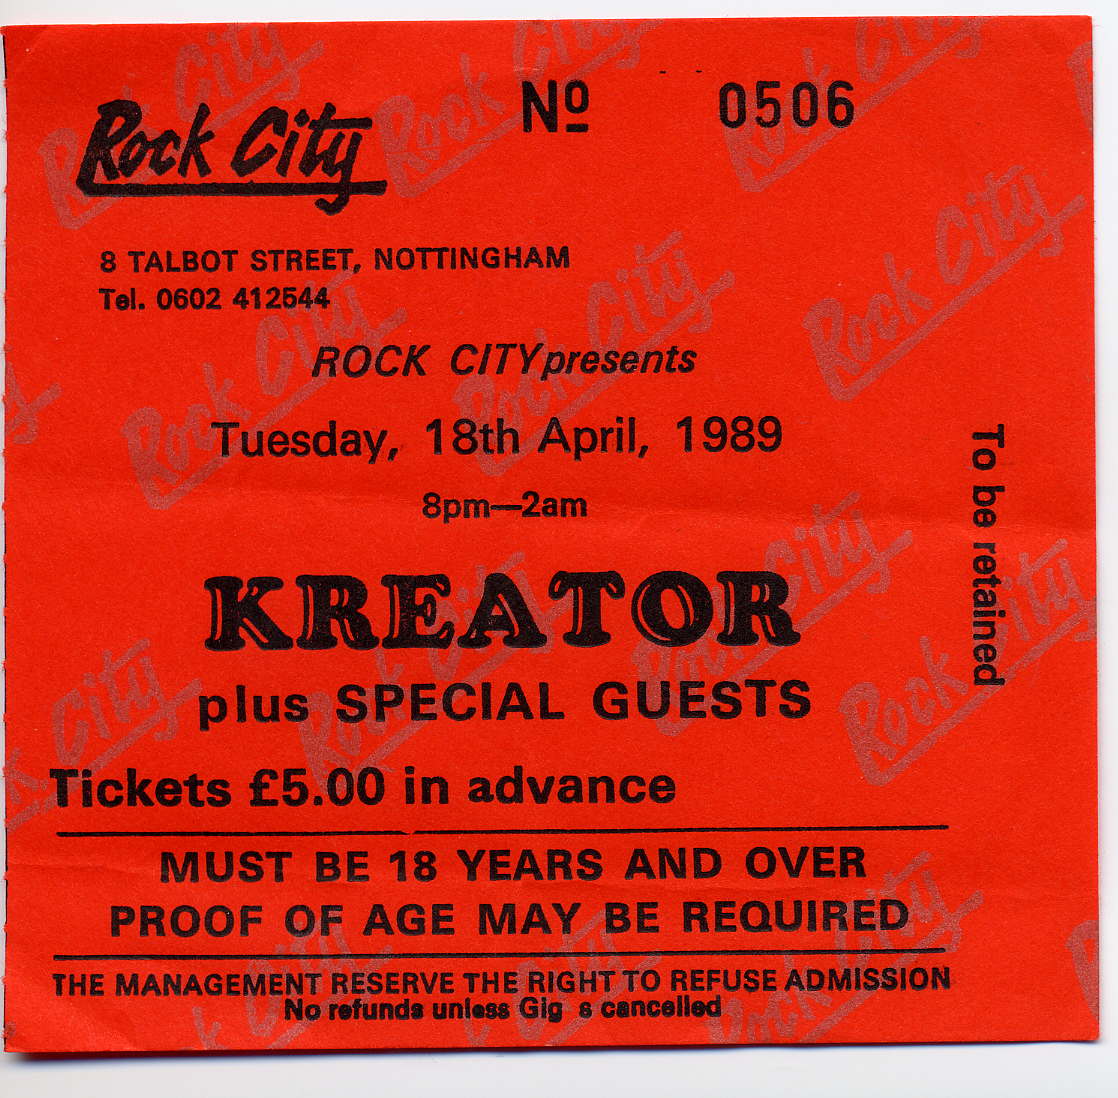 Rock City
Nº 0506
8 TALBOT STREET, NOTTINGHAM
Tel. 0602 412544
ROCK CITY presents
Tuesday, 18th April, 1989
8pm—2am
KREATOR
plus SPECIAL GUESTS
Tickets £5.00 in advance
MUST BE 18 YEARS AND OVER
PROOF OF AGE MAY BE REQUIRED
THE MANAGEMENT RESERVE THE RIGHT TO REFUSE ADMISSION
No refunds unless Gig s cancelled
To be retained